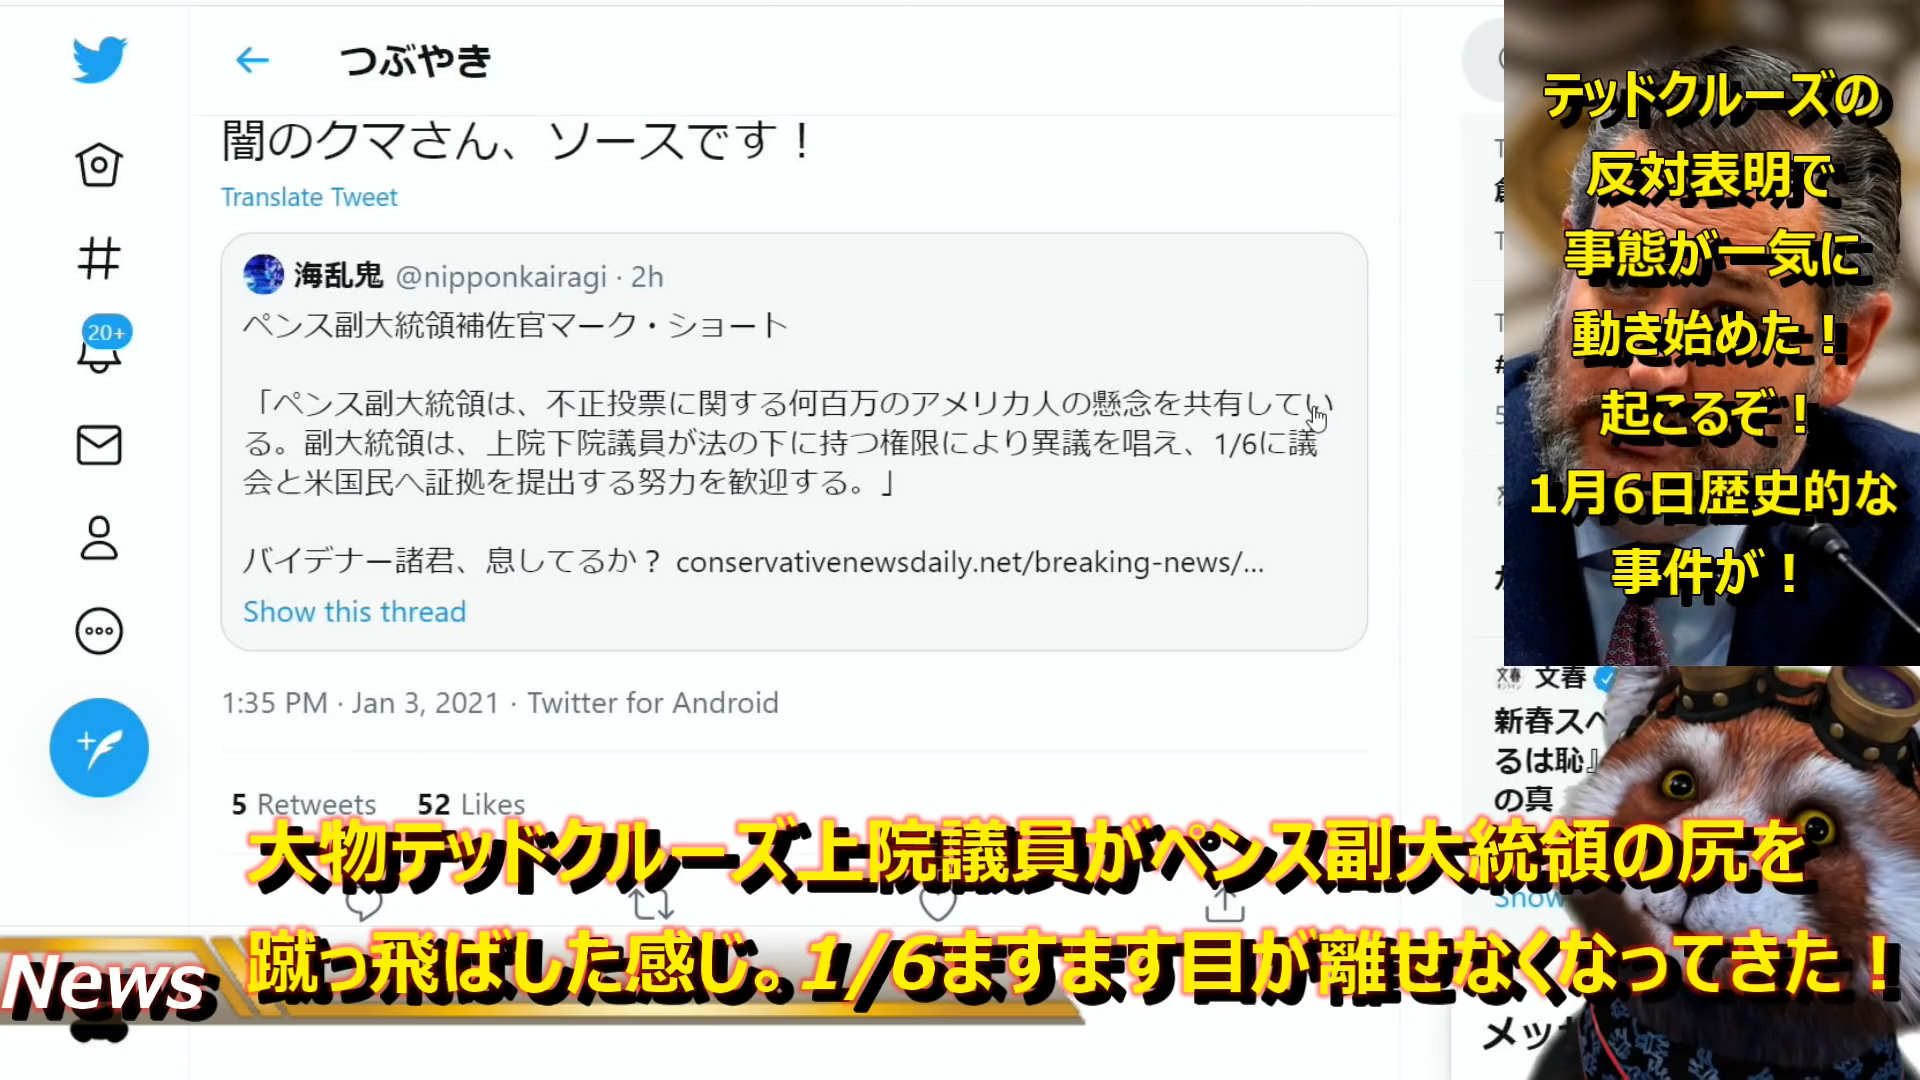 つぶやき
闇のクマさん、ソースです！
Translate Tweet
海乱鬼 @nipponkairagi · 2h
ペンス副大統領補佐官マーク・ショート
「ペンス副大統領は、不正投票に関する何百万のアメリカ人の懸念を共有してい
る。副大統領は、上院下院議員が法の下に持つ権限により異議を唱え、1/6に議
会と米国民へ証拠を提出する努力を歓迎する。」
バイデナー諸君、息してるか？ conservativenewsdaily.net/breaking-news/...
Show this thread
1:35 PM · Jan 3, 2021 · Twitter for Android
5 Retweets 52 Likes
20+
テッドクルーズの
反対表明で
事態が一気に
動き始めた！
起こるぞ！
1月6日歴史的な
事件が！
文春
新春スペ
るは恥』
の真
Show
メッ
大物テッドクルーズ上院議員がペンス副大統領の尻を
蹴っ飛ばした感じ。1/6ますます目が離せなくなってきた！
News